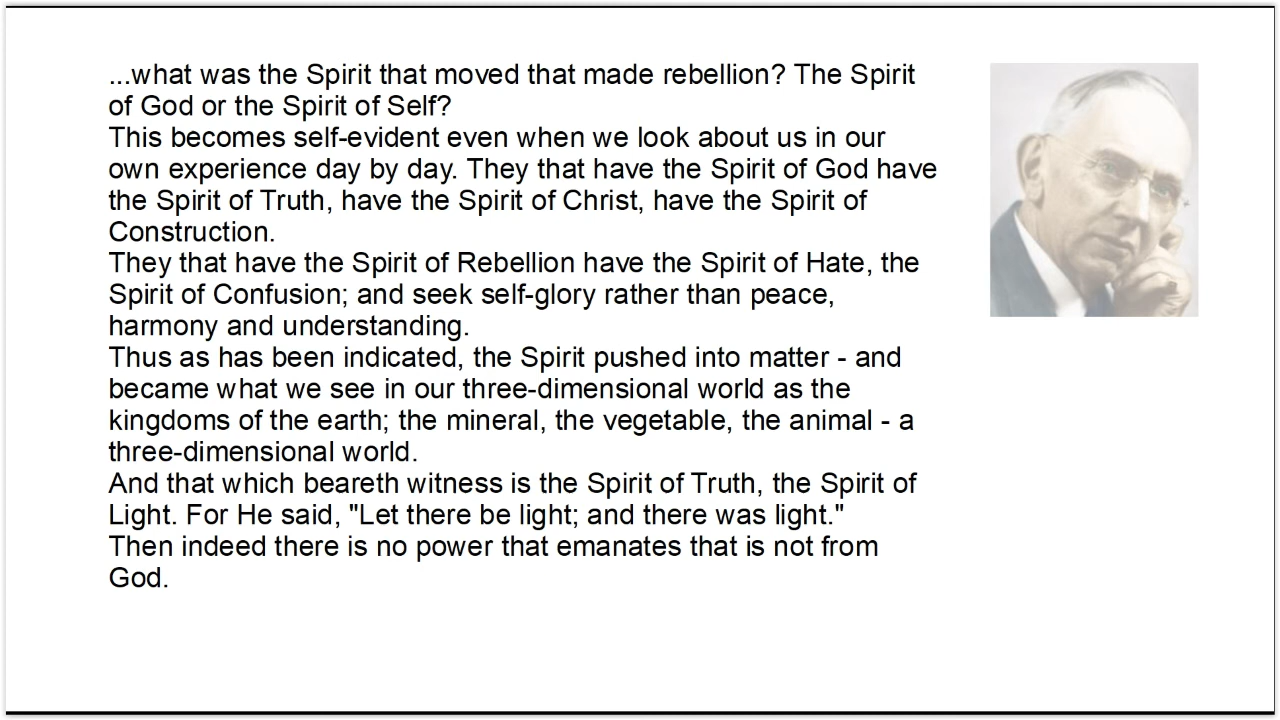 ...what was the Spirit that moved that made rebellion? The Spirit
of God or the Spirit of Self?
This becomes self-evident even when we look about us in our
own experience day by day. They that have the Spirit of God have
the Spirit of Truth, have the Spirit of Christ, have the Spirit of
Construction.
They that have the Spirit of Rebellion have the Spirit of Hate, the
Spirit of Confusion; and seek self-glory rather than peace,
harmony and understanding.
Thus as has been indicated, the Spirit pushed into matter - and
became what we see in our three-dimensional world as the
kingdoms of the earth; the mineral, the vegetable, the animal - a
three-dimensional world.
And that which beareth witness is the Spirit of Truth, the Spirit of
Light. For He said, "Let there be light; and there was light."
Then indeed there is no power that emanates that is not from
God.